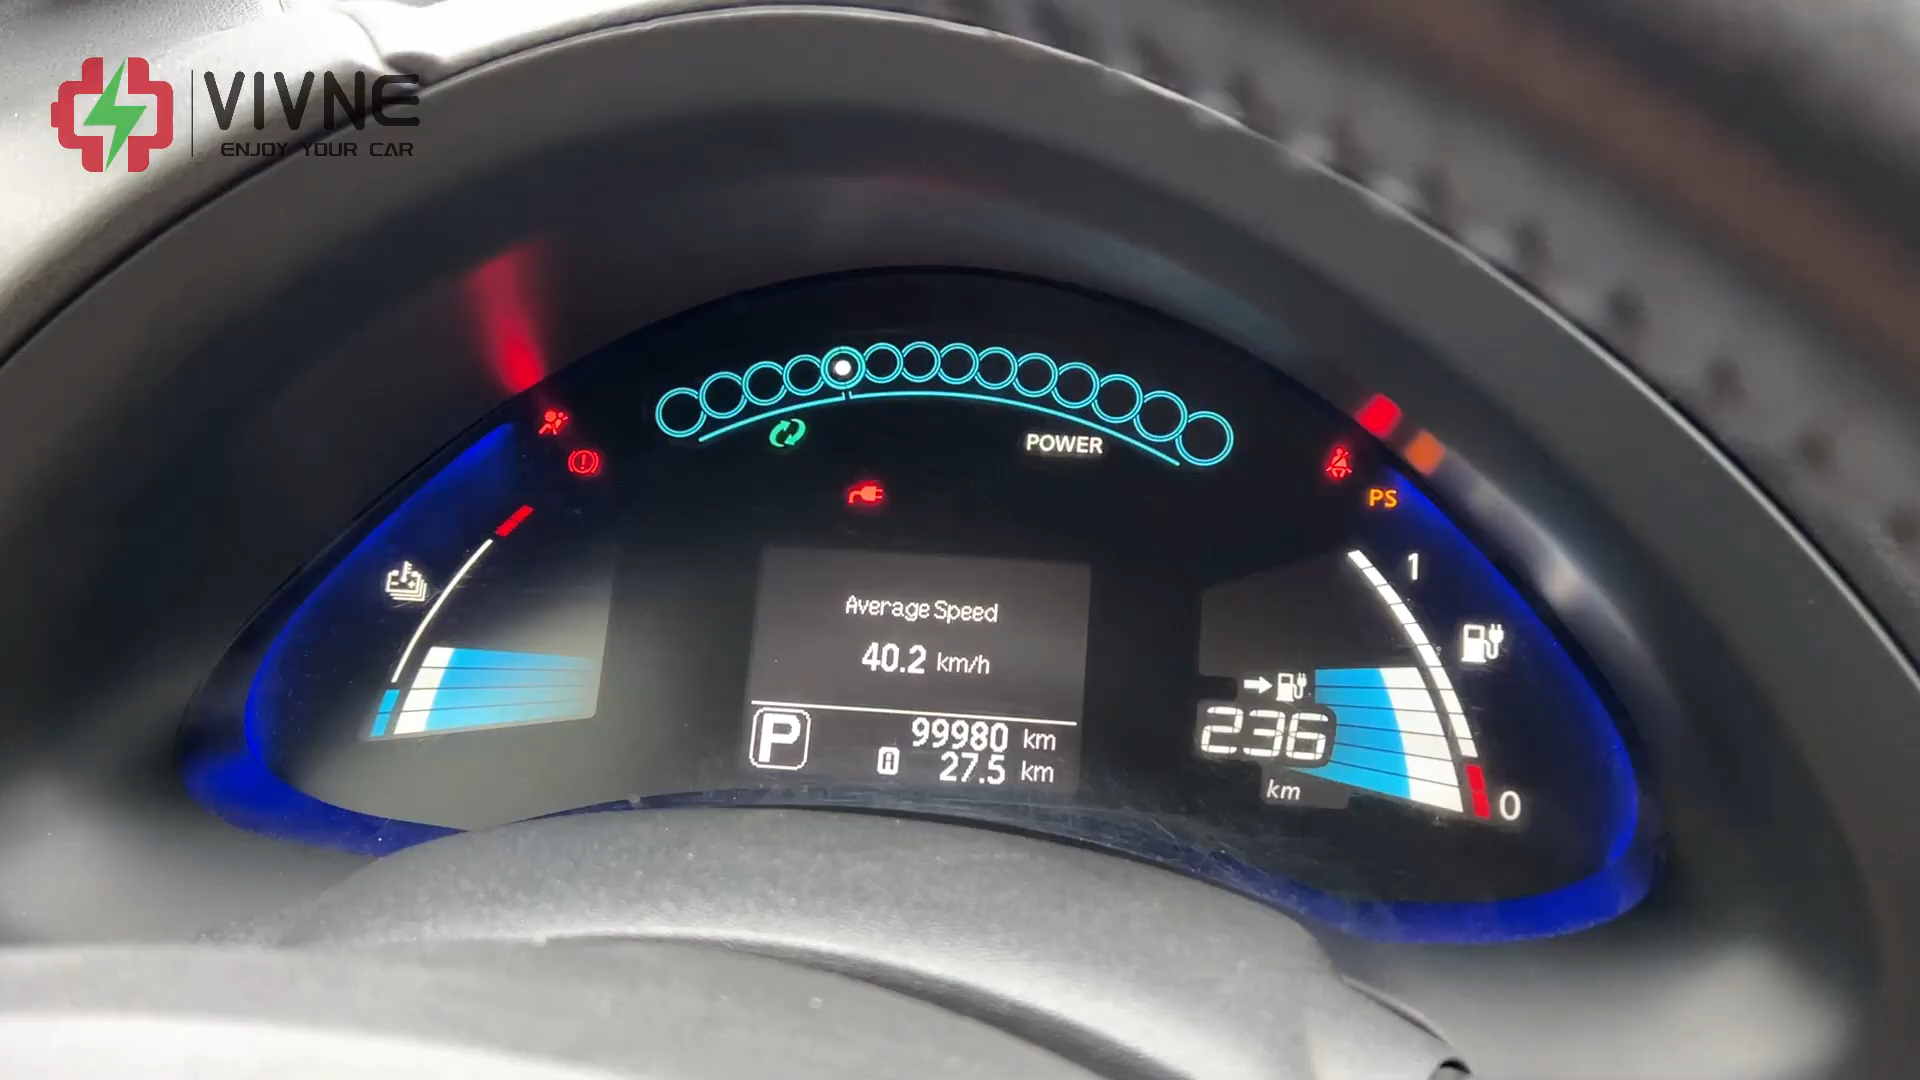 VIVNE
ENJOY YOUR CAR
POWER
PS
1
Average Speed
40.2 km/h
236
km
0
P
99980 km
A 27.5 km